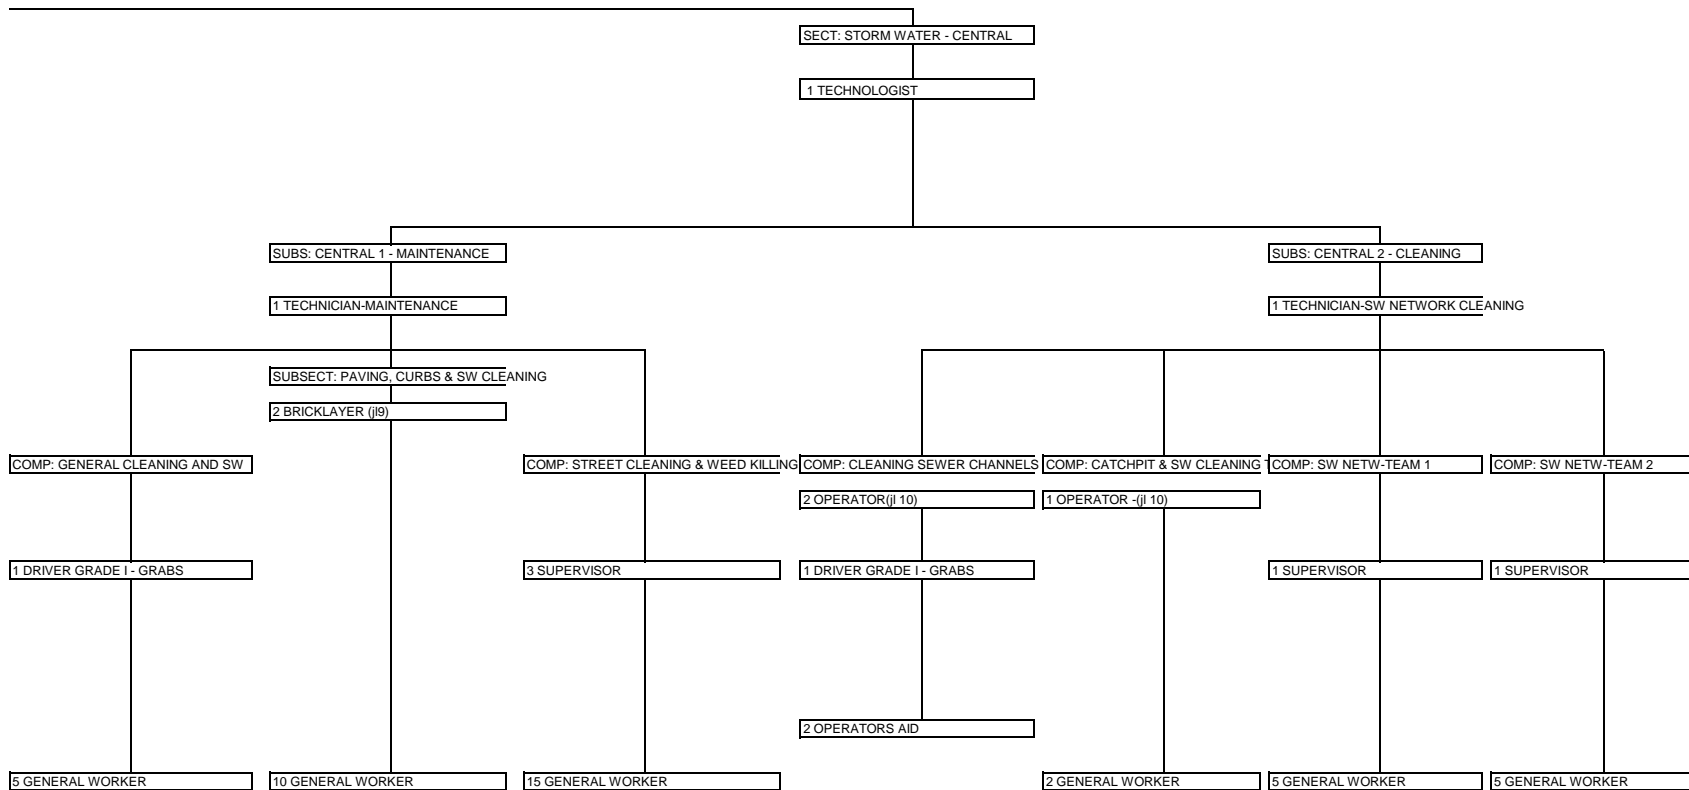 SECT: STORM WATER - CENTRAL
1 TECHNOLOGIST
SUBS: CENTRAL 1 - MAINTENANCE
SUBS: CENTRAL 2 - CLEANING
1 TECHNICIAN-MAINTENANCE
1 TECHNICIAN-SW NETWORK CLEANING
SUBSECT: PAVING, CURBS & SW CLEANING
2 BRICKLAYER (jl9)
COMP: GENERAL CLEANING AND SW
COMP: STREET CLEANING & WEED KILLING
COMP: CLEANING SEWER CHANNELS
COMP: CATCHPIT & SW CLEANING
COMP: SW NETW-TEAM 1
COMP: SW NETW-TEAM 2
2 OPERATOR(jl 10)
1 OPERATOR -(jl 10)
1 DRIVER GRADE I - GRABS
3 SUPERVISOR
1 DRIVER GRADE I - GRABS
1 SUPERVISOR
1 SUPERVISOR
2 OPERATORS AID
5 GENERAL WORKER
10 GENERAL WORKER
15 GENERAL WORKER
2 GENERAL WORKER
5 GENERAL WORKER
5 GENERAL WORKER